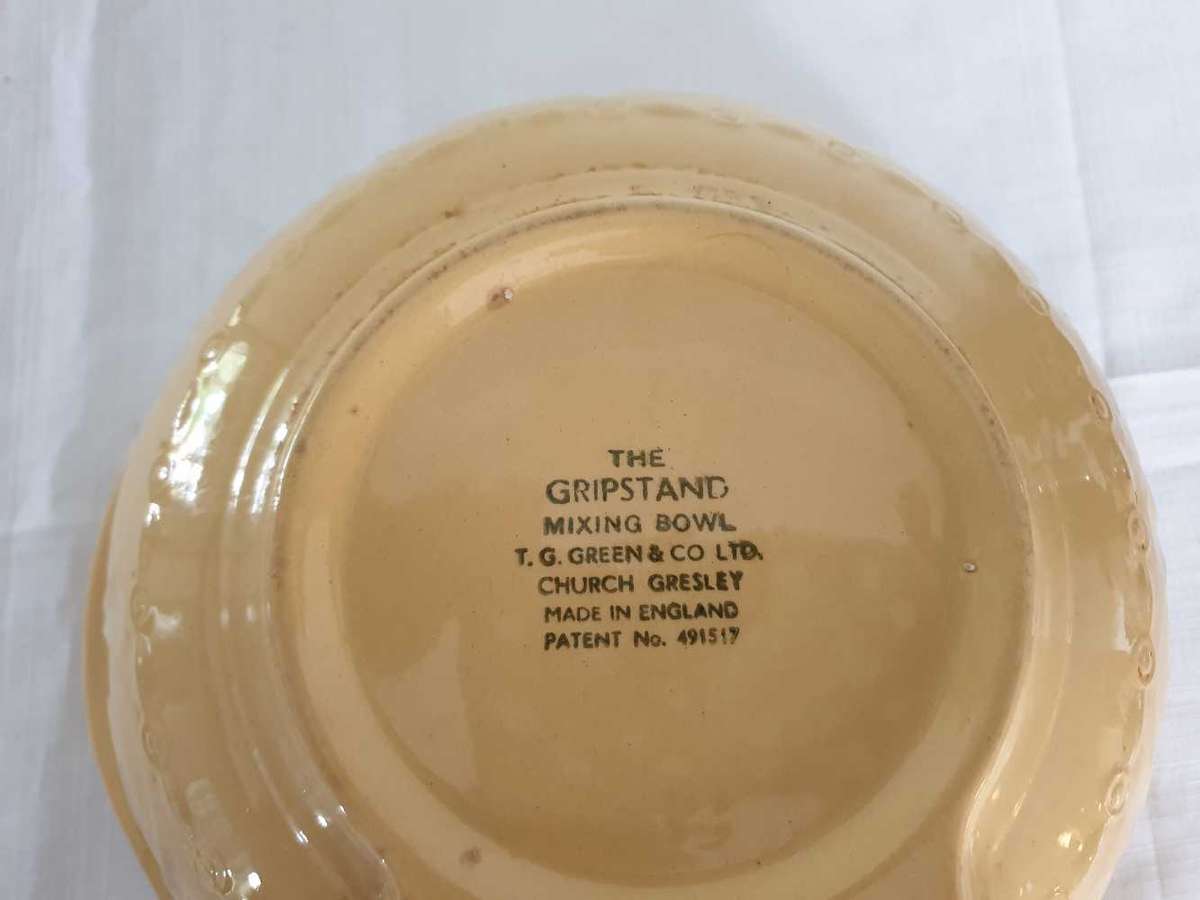 THE
GRIPSTAND
MIXING BOWL
T. G. GREEN & CO LTD.
CHURCH GRESLEY
MADE IN ENGLAND
PATENT No. 491517